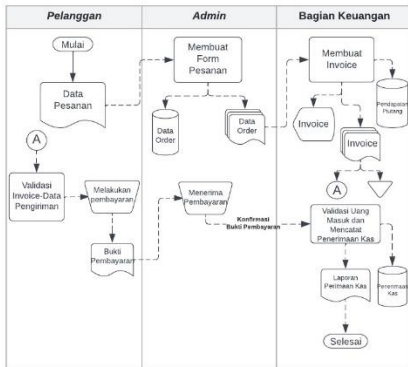 Pelanggan
Admin
Bagian Keuangan
Mulai
Membuat
Form
Pesanan
Membuat
Invoice
Data
Pesanan
Data
Order
Data
Order
Invoice
Pendapatan
Piutang
Invoice
A
A
Validasi
Invoice-Data
Pengiriman
Melakukan
pembayaran
Menerima
Pembayaran
Konfirmasi
Bukti Pembayaran
Validasi Uang
Masuk dan
Mencatat
Penerimaan Kas
Bukti
Pembayaran
Laporan
Perimaan Kas
Penerimaan
Kas
Selesai